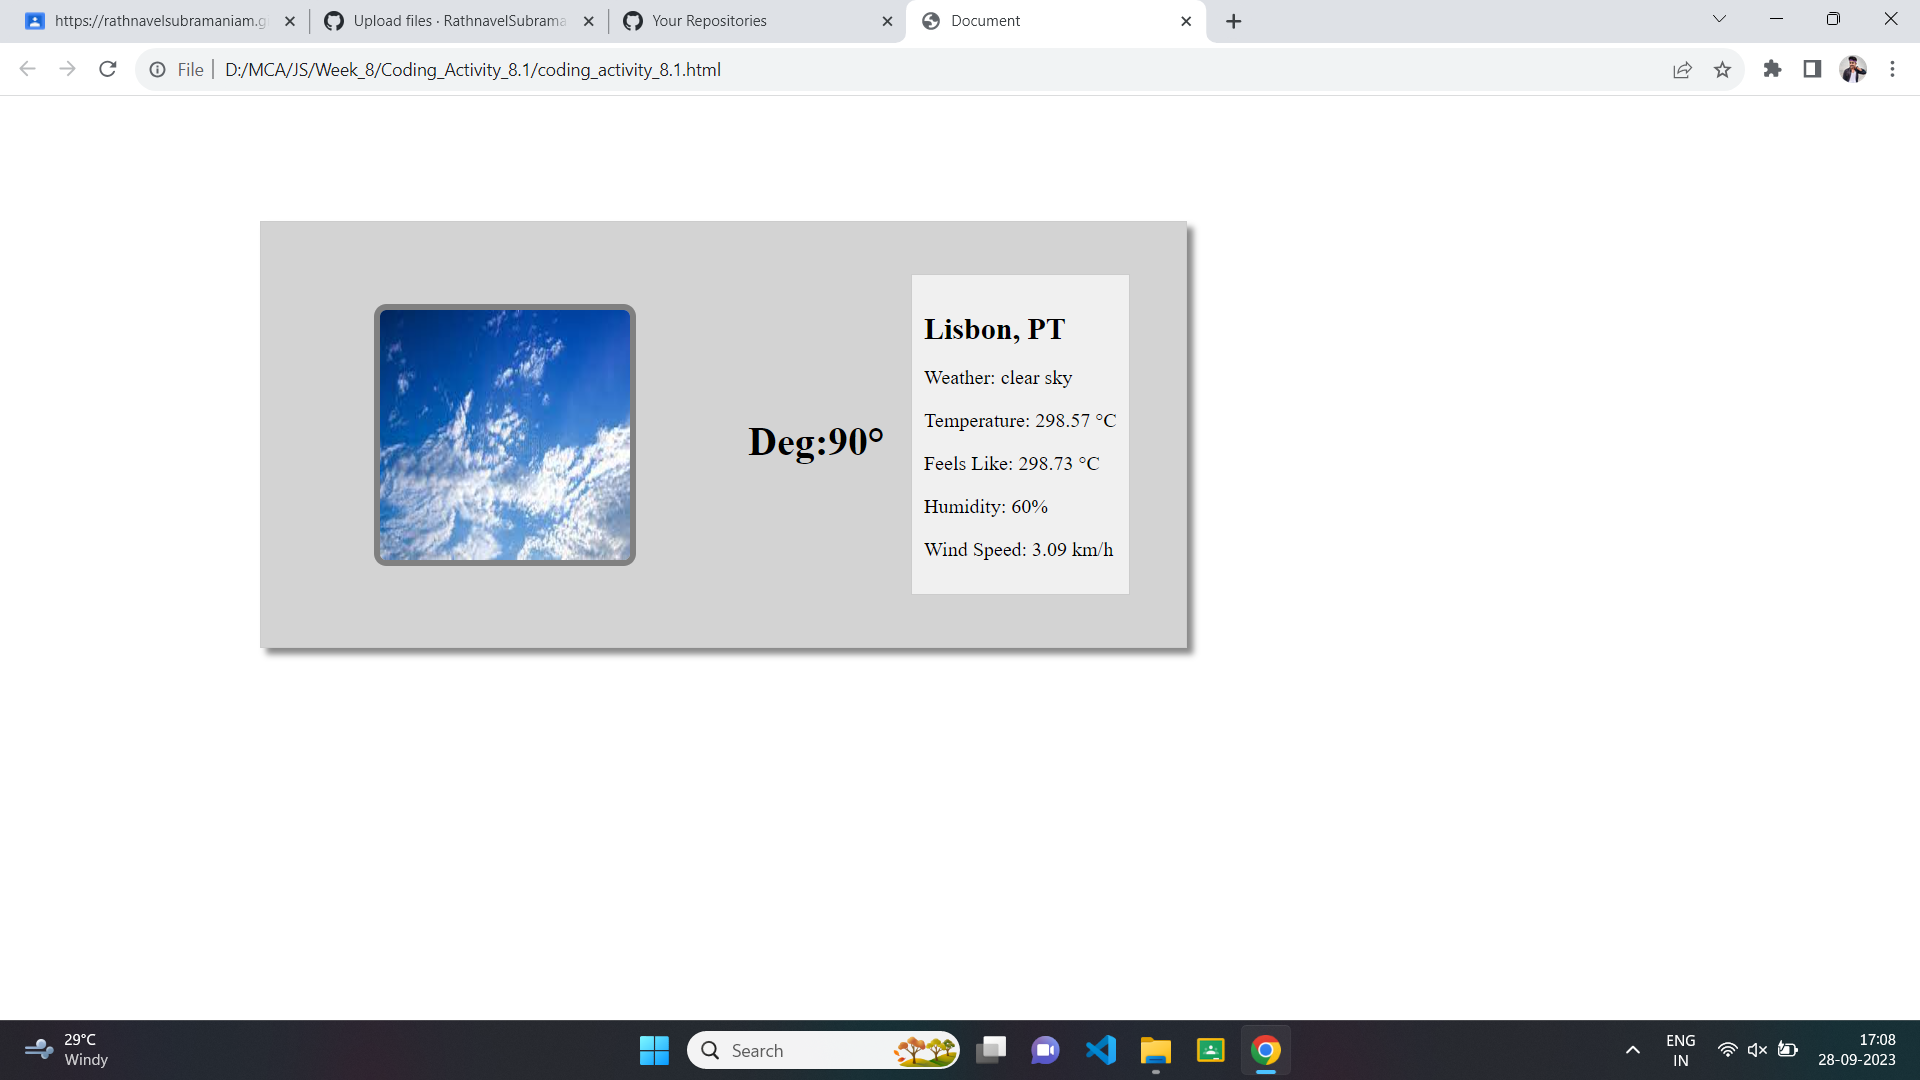 https://rathnavelsubramaniam.gi
Upload files · RathnavelSubrama
Your Repositories
Document
File
D:/MCA/JS/Week_8/Coding_Activity_8.1/coding_activity_8.1.html
Deg:90°
Lisbon, PT
Weather: clear sky
Temperature: 298.57 °C
Feels Like: 298.73 °C
Humidity: 60%
Wind Speed: 3.09 km/h
29°C
Windy
Search
ENG
IN
17:08
28-09-2023